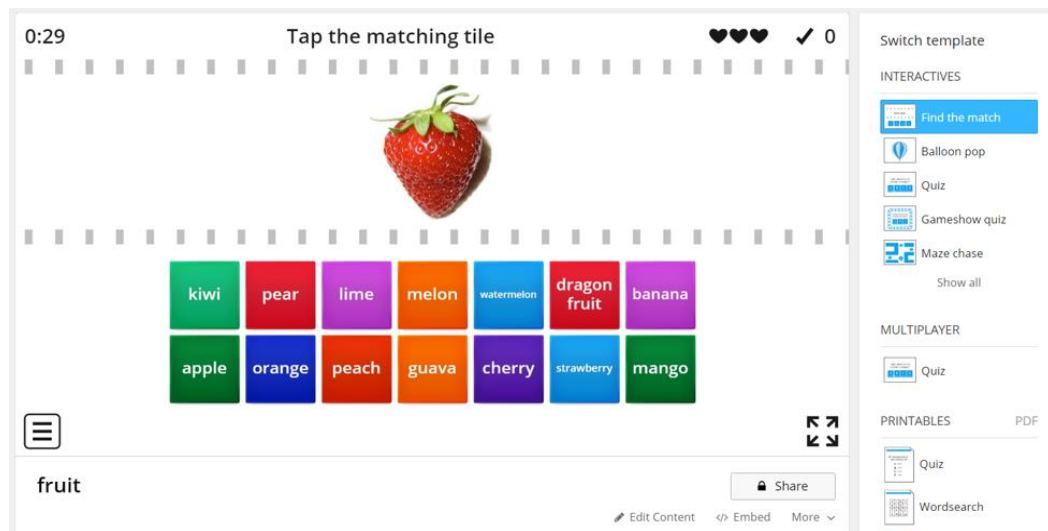 0:29
Tap the matching tile
0
kiwi
pear
lime
melon
watermelon
dragon
fruit
banana
apple
orange
peach
guava
cherry
strawberry
mango
fruit
Share
Edit Content
</> Embed
More
Switch template
INTERACTIVES
Find the match
Balloon pop
Quiz
Gameshow quiz
Maze chase
Show all
MULTIPLAYER
Quiz
PRINTABLES
PDF
Quiz
Wordsearch